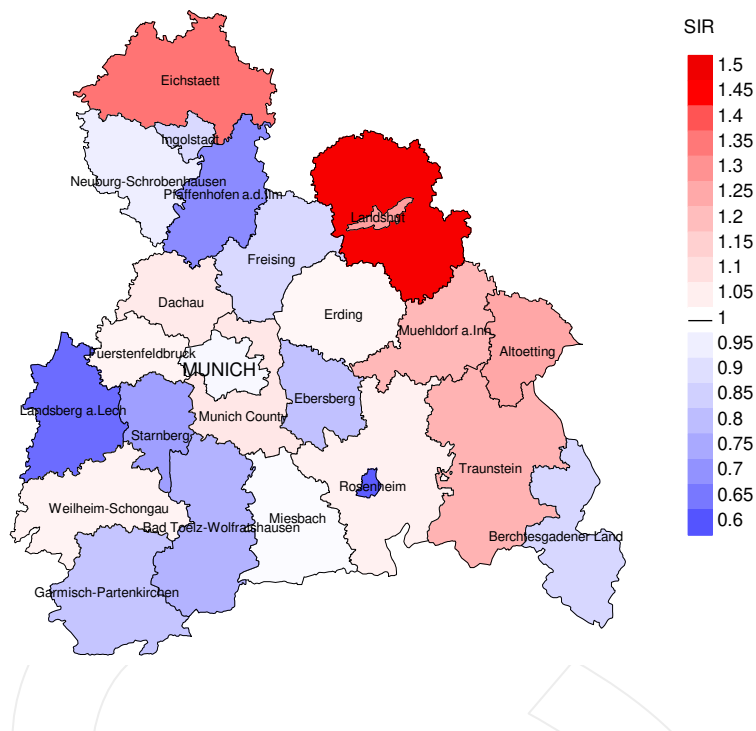 SIR
1.5
1.45
1.4
1.35
1.3
1.25
1.2
1.15
1.1
1.05
1
0.95
0.9
0.85
0.8
0.75
0.7
0.65
0.6
Eichstaett
Ingolstadt
Neuburg-Schrobenhausen
Pfaffenhofen a.d.Ilm
Landshut
Freising
Dachau
Erding
Muehldorf a.Inn
Altoetting
Fuerstenfeldbruck
MUNICH
Landsberg a.Lech
Starnberg
Munich County
Ebersberg
Traunstein
Rosenheim
Weilheim-Schongau
Bad Toelz-Wolfratshausen
Miesbach
Berchtesgadener Land
Garmisch-Partenkirchen